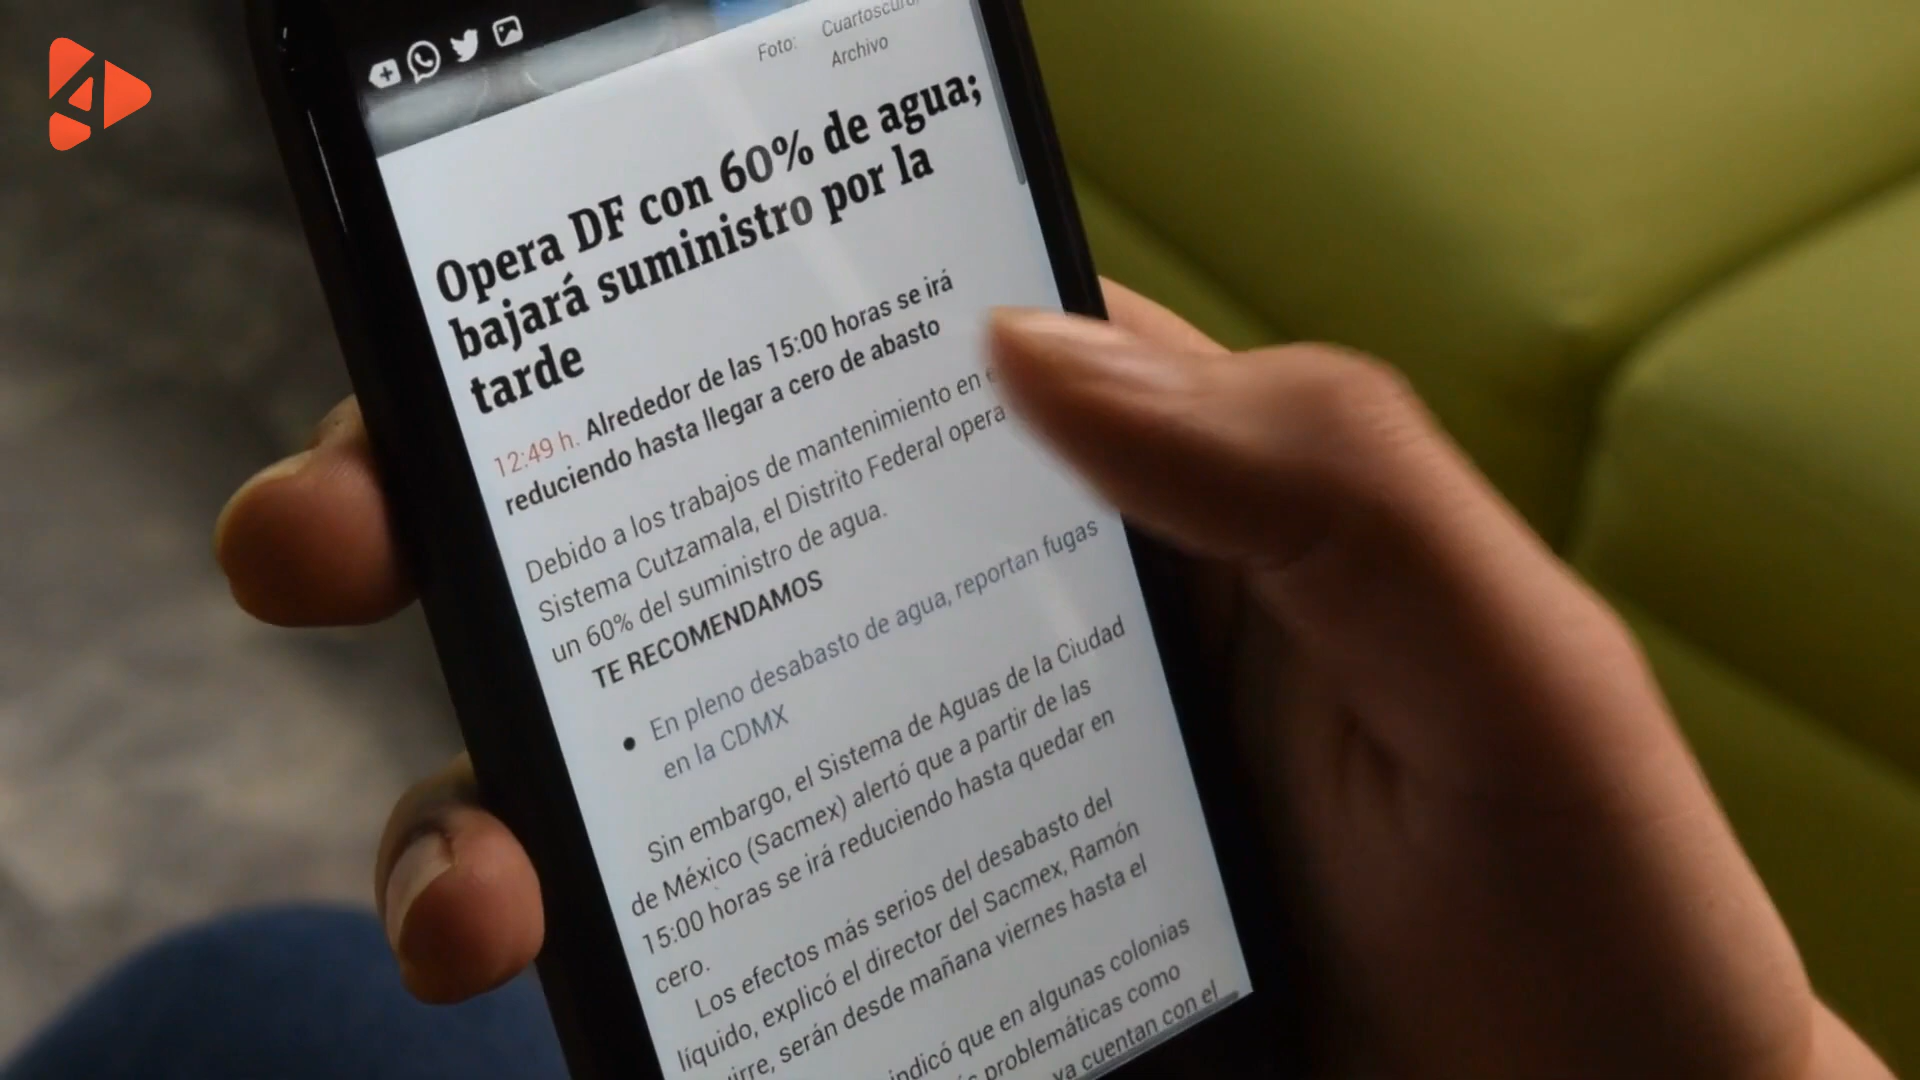 Foto: Cuartoscuro/
Archivo
Opera DF con 60% de agua;
bajará suministro por la
tarde
12:49 h. Alrededor de las 15:00 horas se irá
reduciendo hasta llegar a cero de abasto
Debido a los trabajos de mantenimiento en
Sistema Cutzamala, el Distrito Federal opera
un 60% del suministro de agua.
TE RECOMENDAMOS
• En pleno desabasto de agua, reportan fugas
en la CDMX
Sin embargo, el Sistema de Aguas de la Ciudad
de México (Sacmex) alertó que a partir de las
15:00 horas se irá reduciendo hasta quedar en
cero.
Los efectos más serios del desabasto del
líquido, explicó el director del Sacmex, Ramón
irre, serán desde mañana viernes hasta el
indicó que en algunas colonias
problemáticas como
ya cuentan con el